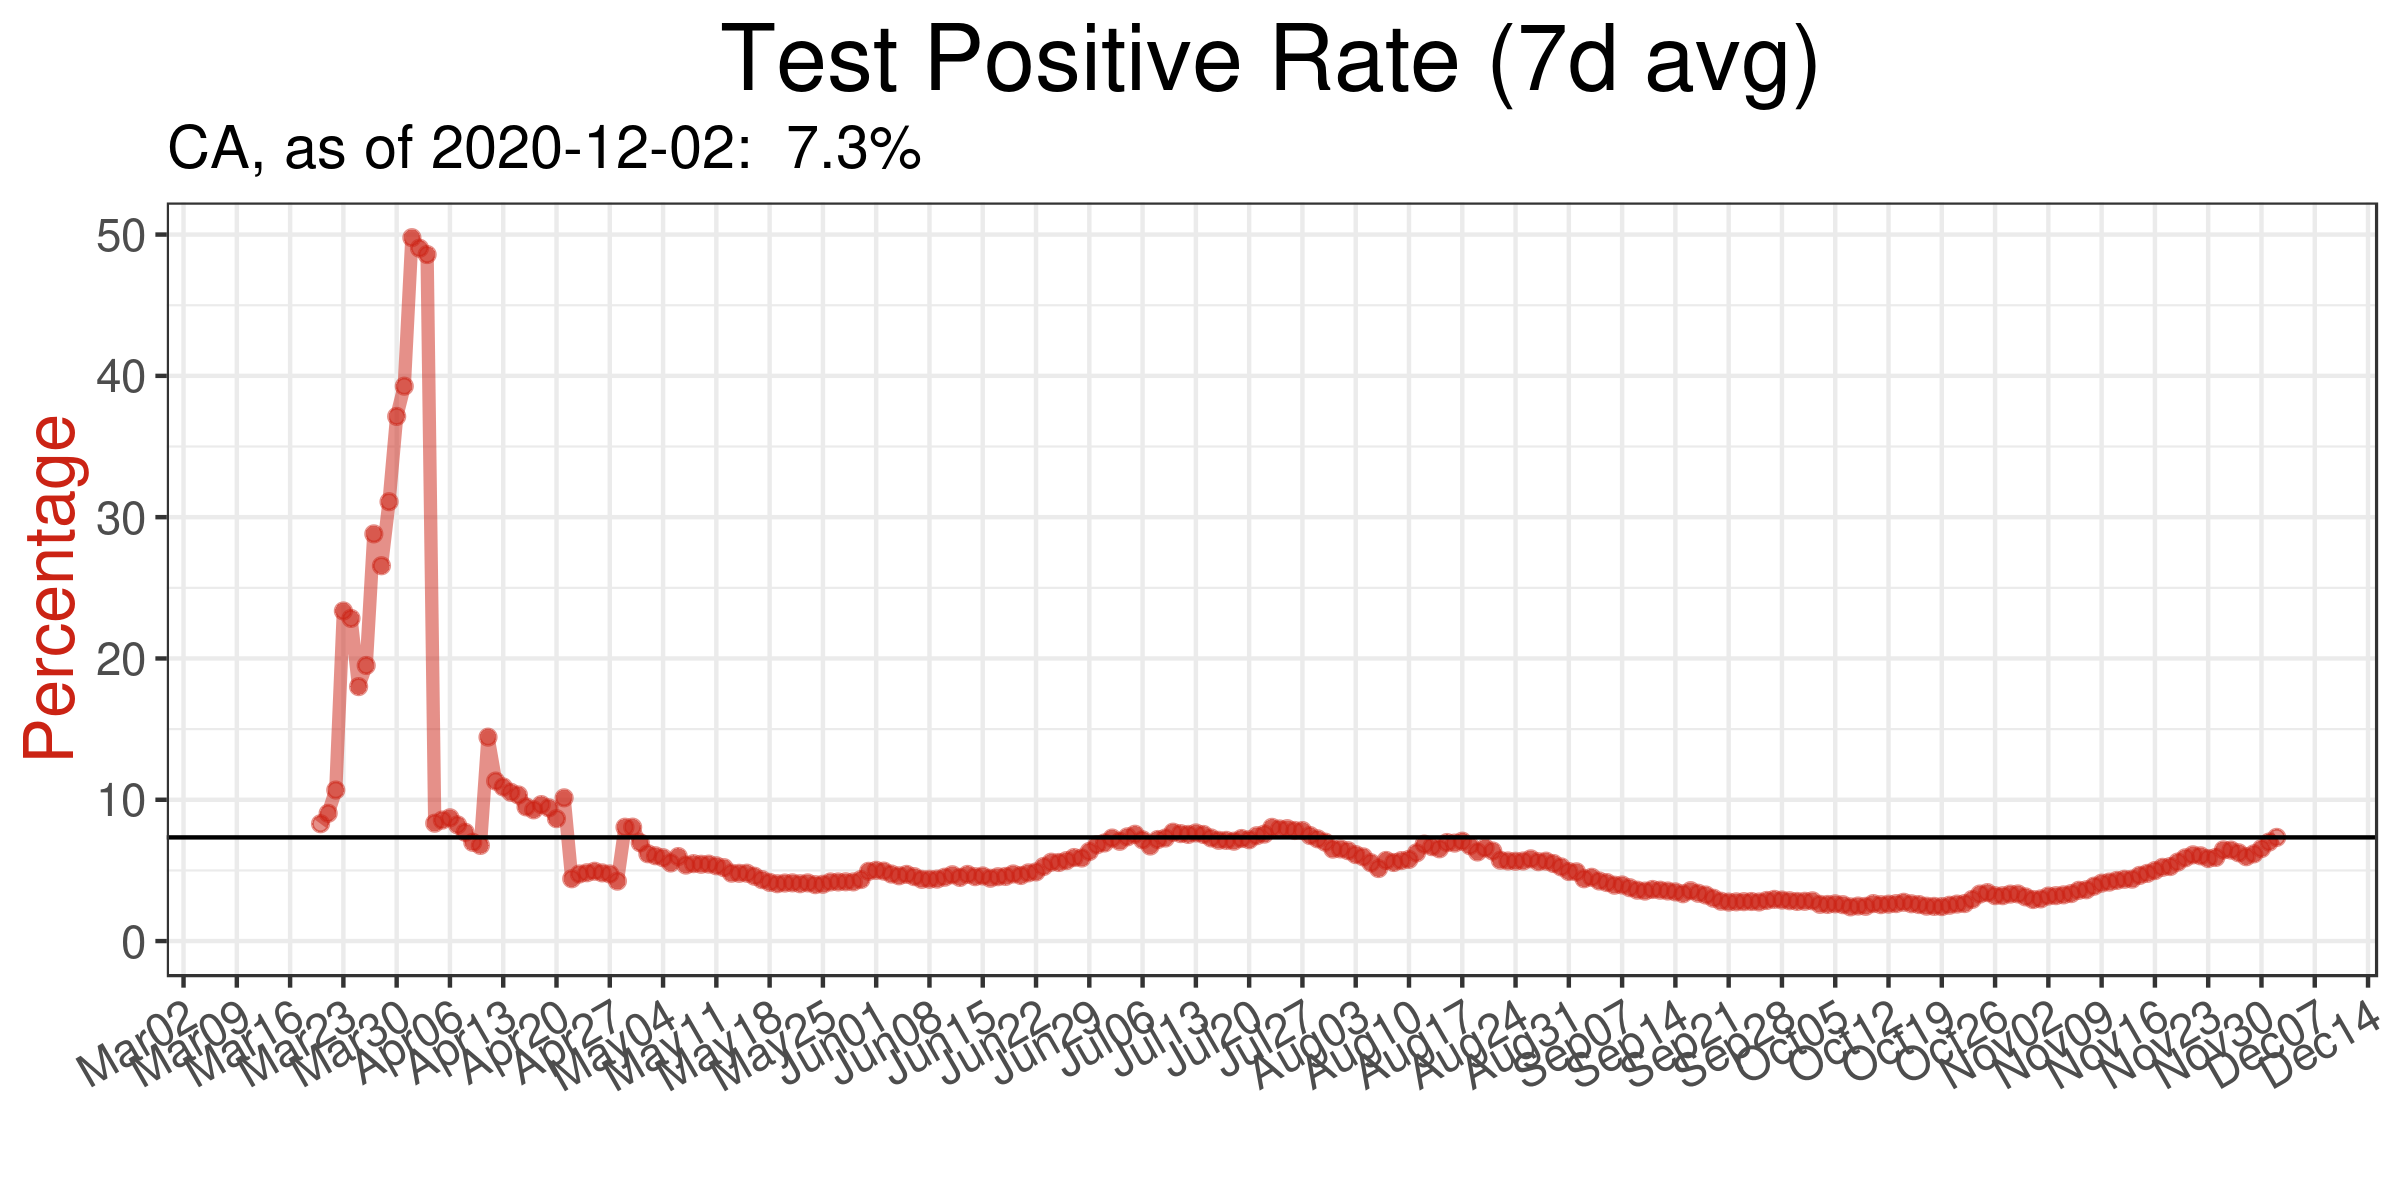 Test Positive Rate (7d avg)
CA, as of 2020-12-02:  7.3%
Percentage
50
40
30
20
10
0
Mar02
Mar09
Mar16
Mar23
Mar30
Apr06
Apr13
Apr20
Apr27
May04
May11
May18
May25
Jun01
Jun08
Jun15
Jun22
Jun29
Jul06
Jul13
Jul20
Jul27
Aug03
Aug10
Aug17
Aug24
Aug31
Sep07
Sep14
Sep21
Sep28
Oct05
Oct12
Oct19
Oct26
Nov02
Nov09
Nov16
Nov23
Nov30
Dec07
Dec14